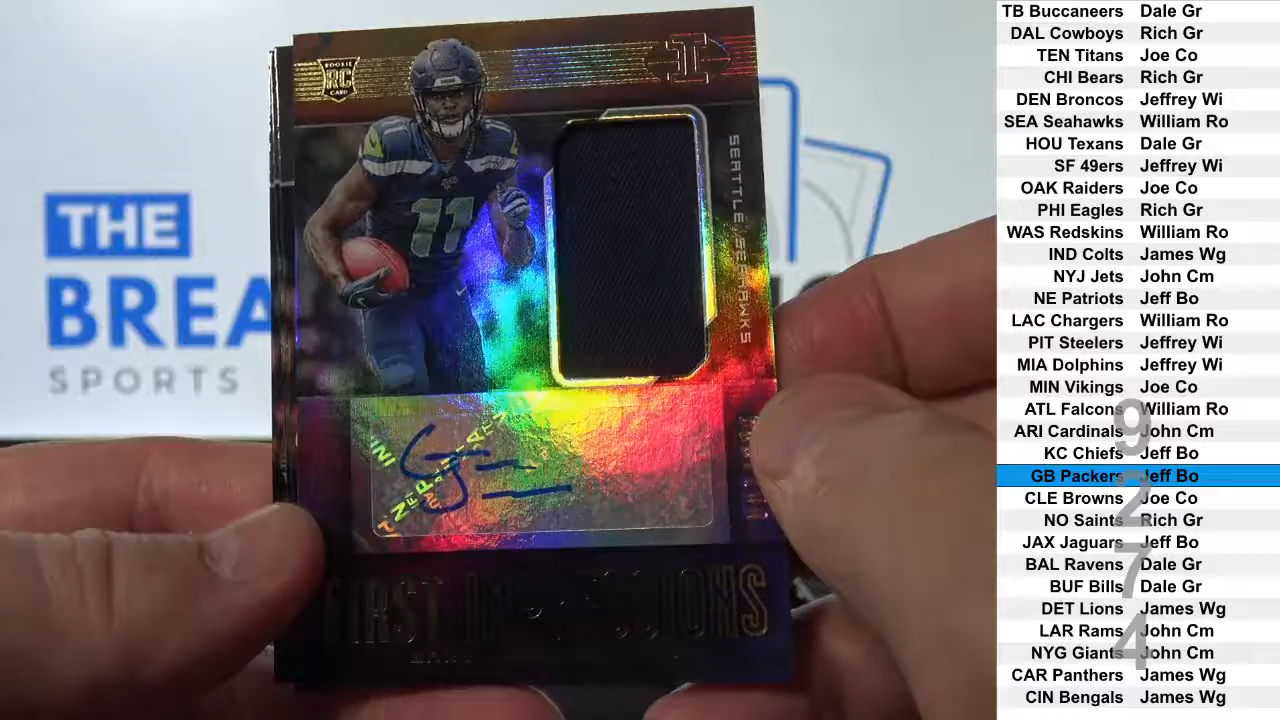 THE
BREA
SPORTS
ROOKIE
RC
CARD
11
11
SEATTLE SEAHAWKS
TB Buccaneers Dale Gr
DAL Cowboys Rich Gr
TEN Titans Joe Co
CHI Bears Rich Gr
DEN Broncos Jeffrey Wi
SEA Seahawks William Ro
HOU Texans Dale Gr
SF 49ers Jeffrey Wi
OAK Raiders Joe Co
PHI Eagles Rich Gr
WAS Redskins William Ro
IND Colts James Wg
NYJ Jets John Cm
NE Patriots Jeff Bo
LAC Chargers William Ro
PIT Steelers Jeffrey Wi
MIA Dolphins Jeffrey Wi
MIN Vikings Joe Co
ATL Falcons William Ro
ARI Cardinals John Cm
KC Chiefs Jeff Bo
GB Packers Jeff Bo
CLE Browns Joe Co
NO Saints Rich Gr
JAX Jaguars Jeff Bo
BAL Ravens Dale Gr
BUF Bills Dale Gr
DET Lions James Wg
LAR Rams John Cm
NYG Giants John Cm
CAR Panthers James Wg
CIN Bengals James Wg
9
2
7
4